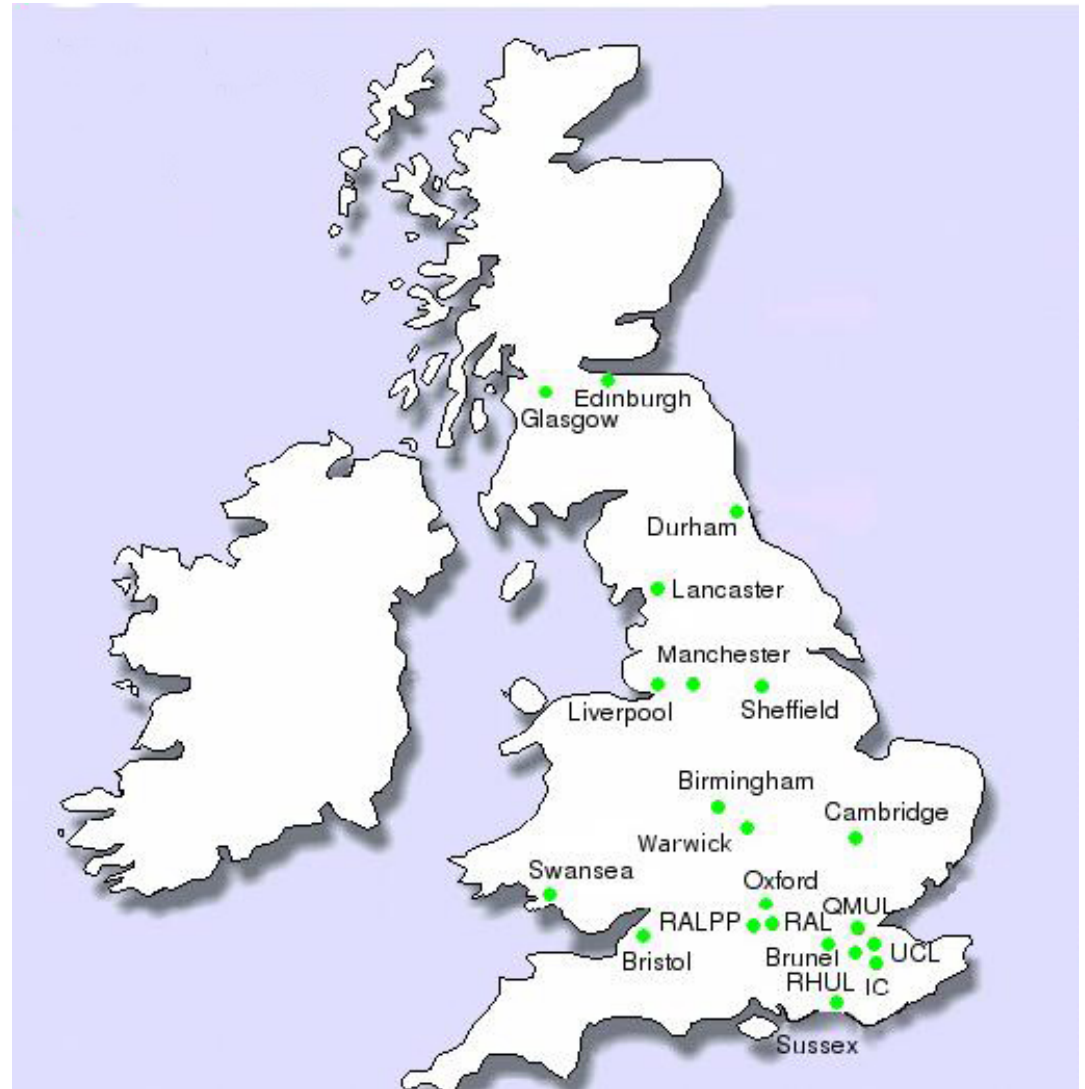 Edinburgh
Glasgow
Durham
Lancaster
Manchester
Liverpool
Sheffield
Birmingham
Cambridge
Warwick
Swansea
Oxford
QMUL
RALPP
RAL
Bristol
Brunel
UCL
RHUL
IC
Sussex